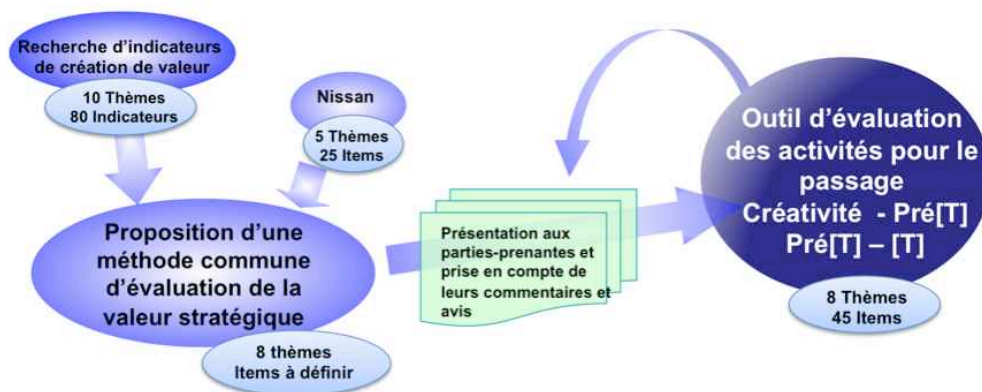 Recherche d'indicateurs
de création de valeur
10 Thèmes
80 Indicateurs
Nissan
5 Thèmes
25 Items
Proposition d'une
méthode commune
d'évaluation de la
valeur stratégique
8 thèmes
Items à définir
Présentation aux
parties-prenantes et
prise en compte de
leurs commentaires et
avis
Outil d'évaluation
des activités pour le
passage
Créativité - Pré[T]
Pré[T] – [T]
8 Thèmes
45 Items